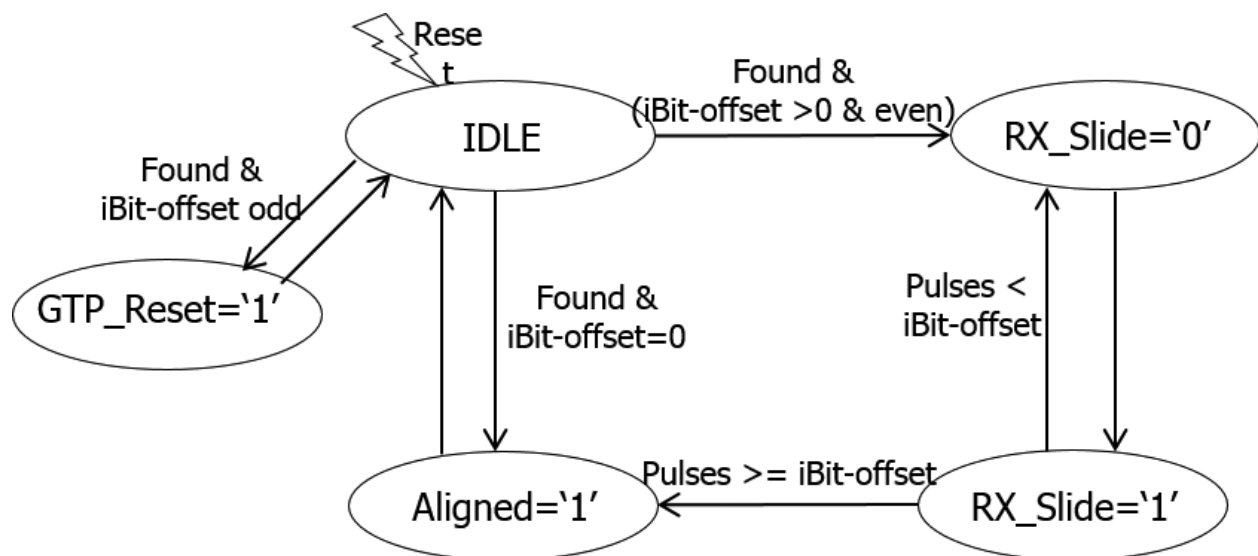 Rese
t
Found &
(iBit-offset >0 & even)
IDLE
RX_Slide=‘0’
Found &
iBit-offset odd
GTP_Reset=‘1’
Found &
iBit-offset=0
Pulses <
iBit-offset
Pulses >= iBit-offset
Aligned=‘1’
RX_Slide=‘1’